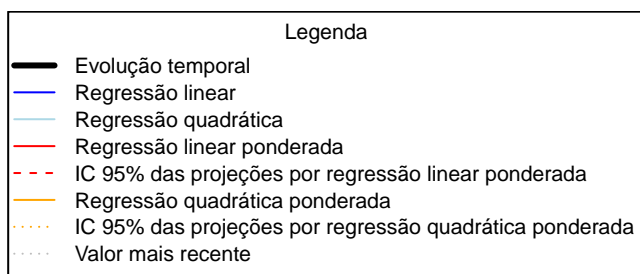 Legenda
Evolução temporal
Regressão linear
Regressão quadrática
Regressão linear ponderada
IC 95% das projeções por regressão linear ponderada
Regressão quadrática ponderada
IC 95% das projeções por regressão quadrática ponderada
Valor mais recente